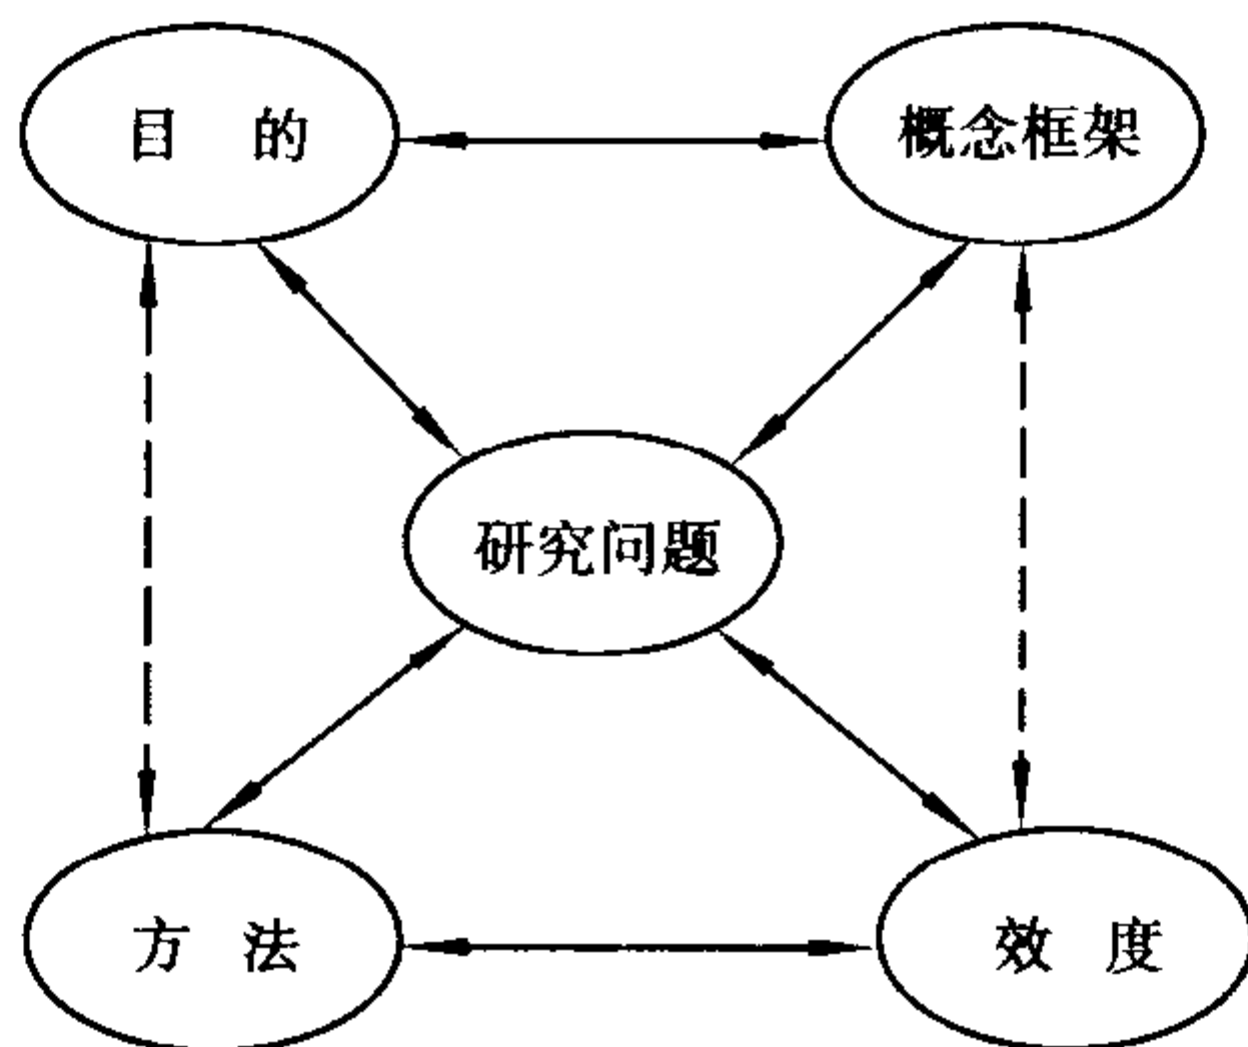 目 的
概念框架
研究问题
方 法
效 度